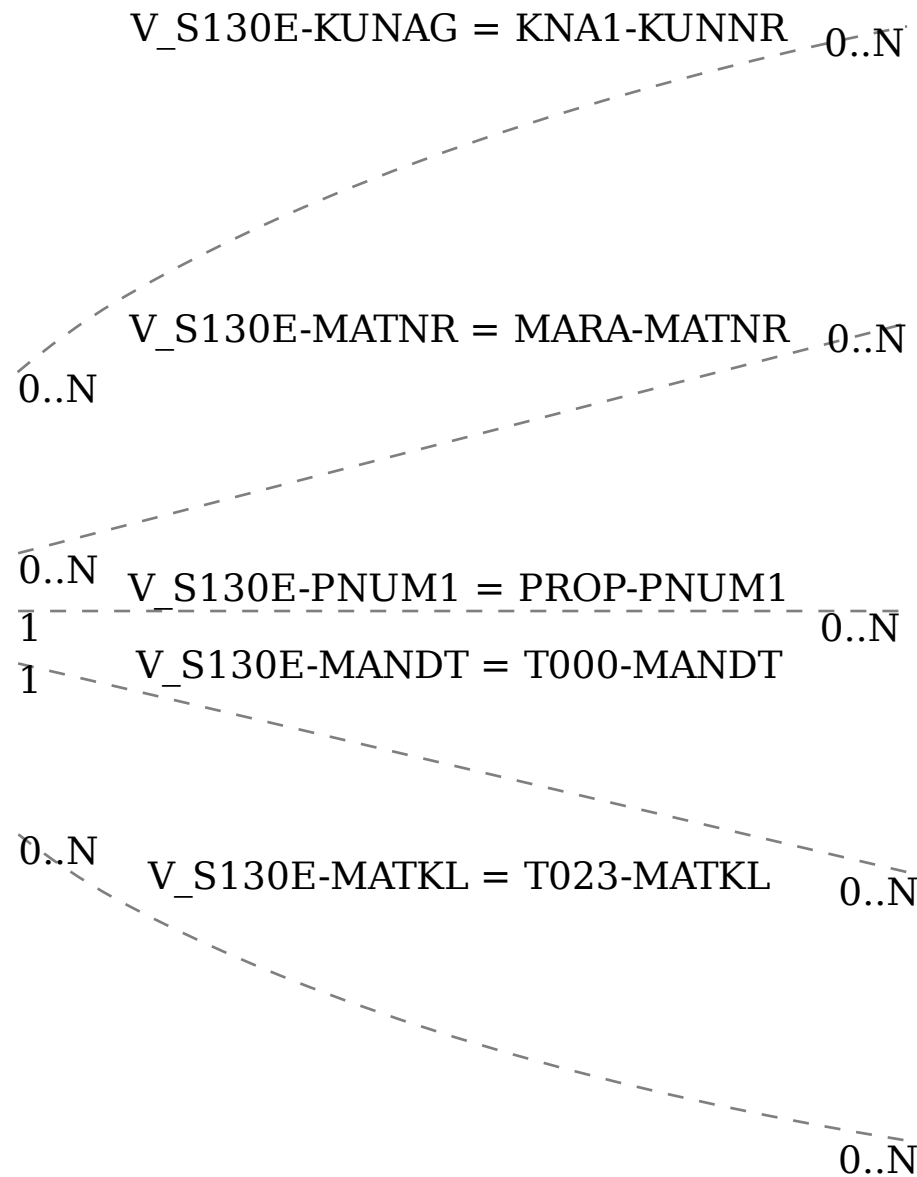 V_S130E-KUNAG = KNA1-KUNNR
0..N
V_S130E-MATNR = MARA-MATNR
0..N
0..N
0..N
V_S130E-PNUM1 = PROP-PNUM1
1
0..N
V_S130E-MANDT = T000-MANDT
1
0..N
V_S130E-MATKL = T023-MATKL
0..N
0..N